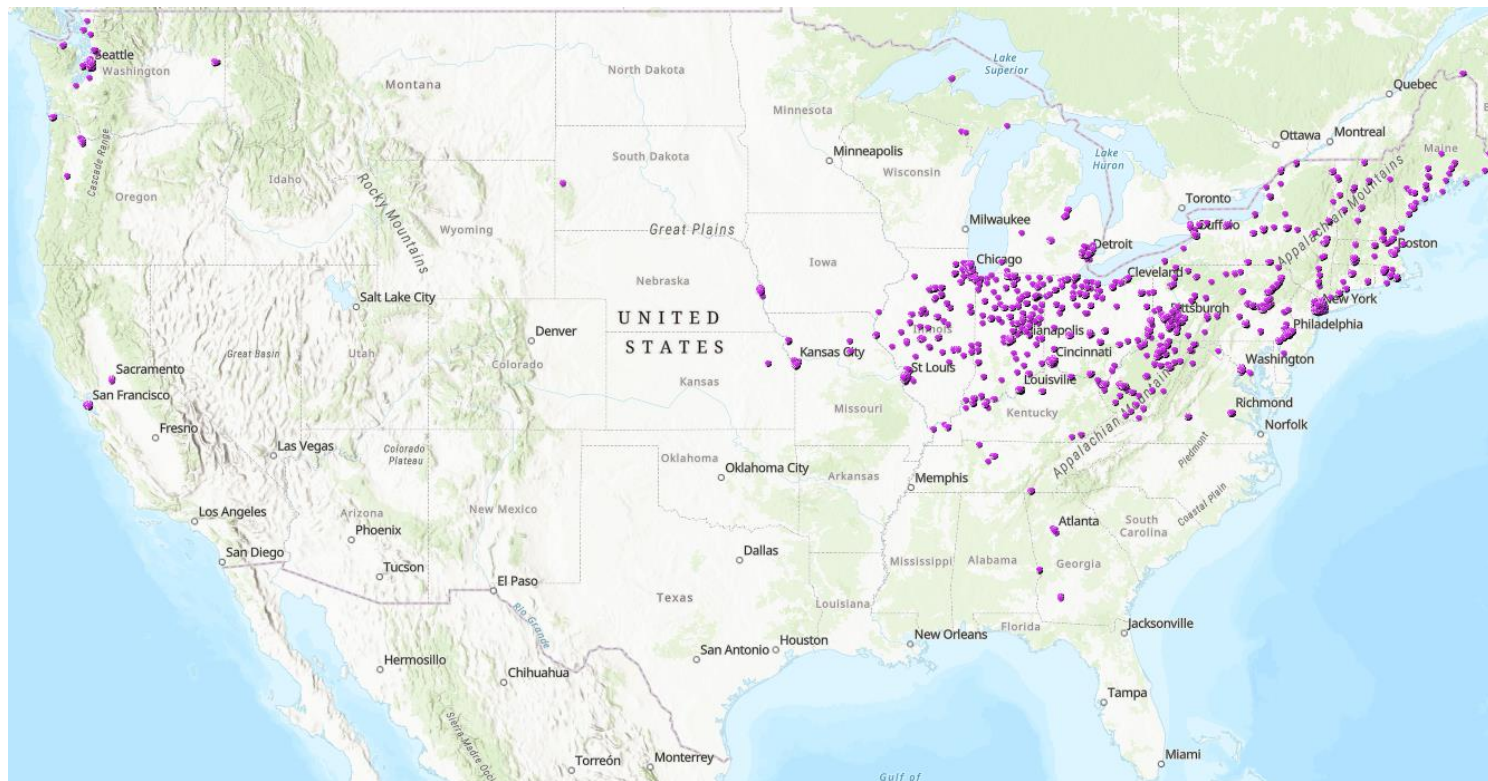 Seattle
Washington
Montana
North Dakota
Minnesota
Lake
Superior
Quebec
Ottawa
Montreal
Maine
Cascade Range
Oregon
Idaho
Rocky Mountains
South Dakota
Minneapolis
Wisconsin
Lake
Huron
Toronto
Appalachian Mountains
Wyoming
Great Plains
Milwaukee
Detroit
Boston
Iowa
Chicago
Cleveland
Salt Lake City
Nebraska
New York
UNITED
STATES
Denver
Great Basin
Utah
Colorado
Illinois
Philadelphia
Kansas City
Cincinnati
Washington
Sacramento
San Francisco
Kansas
St Louis
Louisville
Missouri
Kentucky
Richmond
Norfolk
Fresno
Las Vegas
Colorado
Plateau
Oklahoma
Oklahoma City
Arkansas
Memphis
Appalachian Mountains
Piedmont
Coastal Plain
Los Angeles
Arizona
Phoenix
New Mexico
Atlanta
South
Carolina
San Diego
Tucson
Dallas
Mississippi
Alabama
Georgia
El Paso
Rio Grande
Texas
Louisiana
Hermosillo
Chihuahua
San Antonio
Houston
New Orleans
Florida
Jacksonville
Tampa
Torreón
Monterrey
Miami
Gulf of